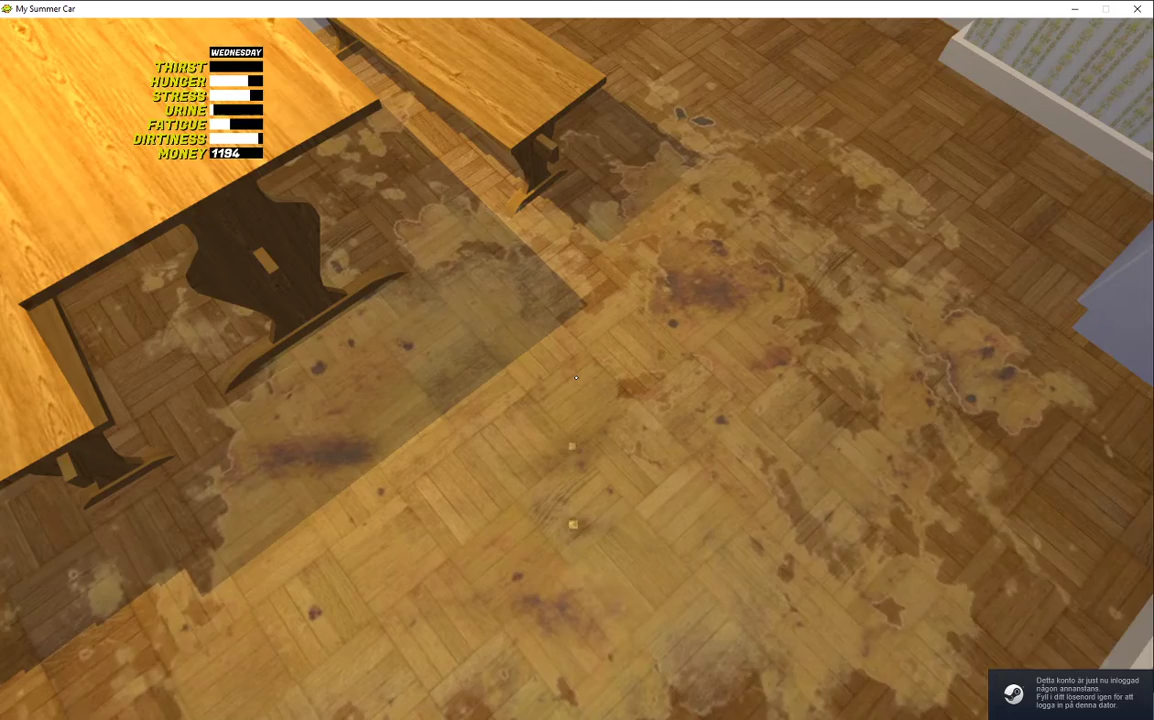 My Summer Car
WEDNESDAY
THIRST
HUNGER
STRESS
URINE
FATIGUE
DIRTINESS
MONEY 1194
Detta konto är just nu inloggad
någon annanstans.
Fyll i ditt lösenord igen för att
logga in på denna dator.